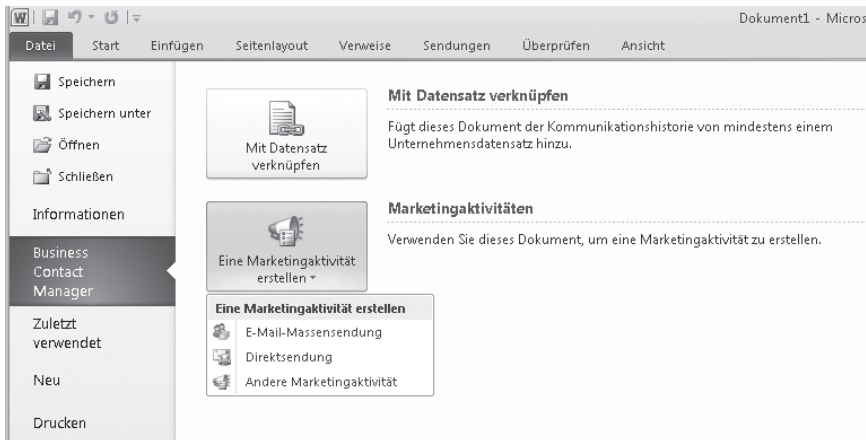 W
Dokument1 - Micros
Datei Start Einfügen Seitenlayout Verweise Sendungen Überprüfen Ansicht
Speichern
Speichern unter
Öffnen
Schließen
Informationen
Business
Contact
Manager
Zuletzt
verwendet
Neu
Drucken
Mit Datensatz
verknüpfen
Mit Datensatz verknüpfen
Fügt dieses Dokument der Kommunikationshistorie von mindestens einem
Unternehmensdatensatz hinzu.
Eine Marketingaktivität
erstellen
Marketingaktivitäten
Verwenden Sie dieses Dokument, um eine Marketingaktivität zu erstellen.
Eine Marketingaktivität erstellen
E-Mail-Massensendung
Direktsendung
Andere Marketingaktivität